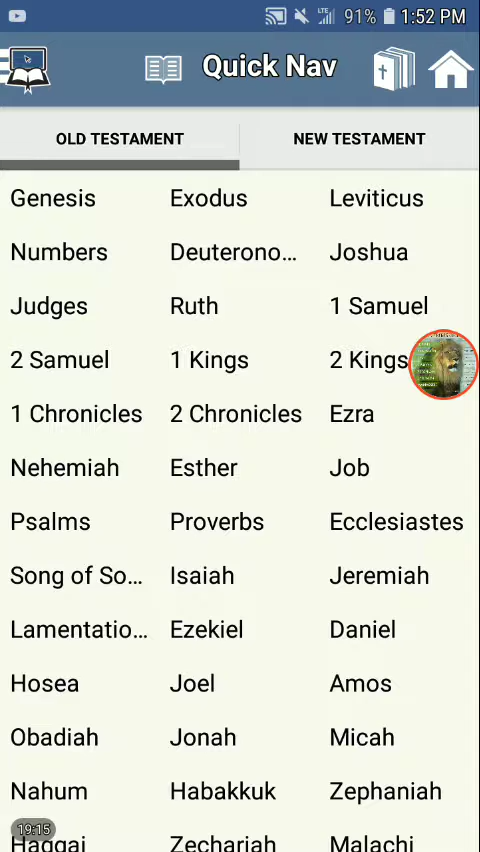 LTE 91% 1:52 PM
Quick Nav
OLD TESTAMENT NEW TESTAMENT
Genesis Exodus Leviticus
Numbers Deuterono... Joshua
Judges Ruth 1 Samuel
2 Samuel 1 Kings 2 Kings
1 Chronicles 2 Chronicles Ezra
Nehemiah Esther Job
Psalms Proverbs Ecclesiastes
Song of So... Isaiah Jeremiah
Lamentatio... Ezekiel Daniel
Hosea Joel Amos
Obadiah Jonah Micah
Nahum Habakkuk Zephaniah
19:15
Haggai Zechariah Malachi